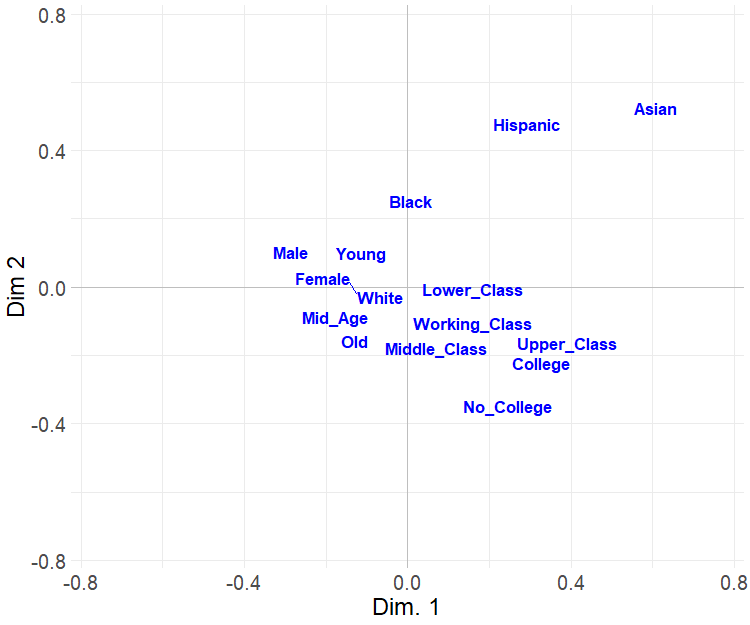 0.8
Asian
Hispanic
0.4
Black
Male
Young
Female
0.0
Lower_Class
White
Mid_Age
Working_Class
Old
Middle_Class
Upper_Class
College
No_College
-0.4
-0.8
-0.8
-0.4
0.0
0.4
0.8
Dim. 1
Dim 2